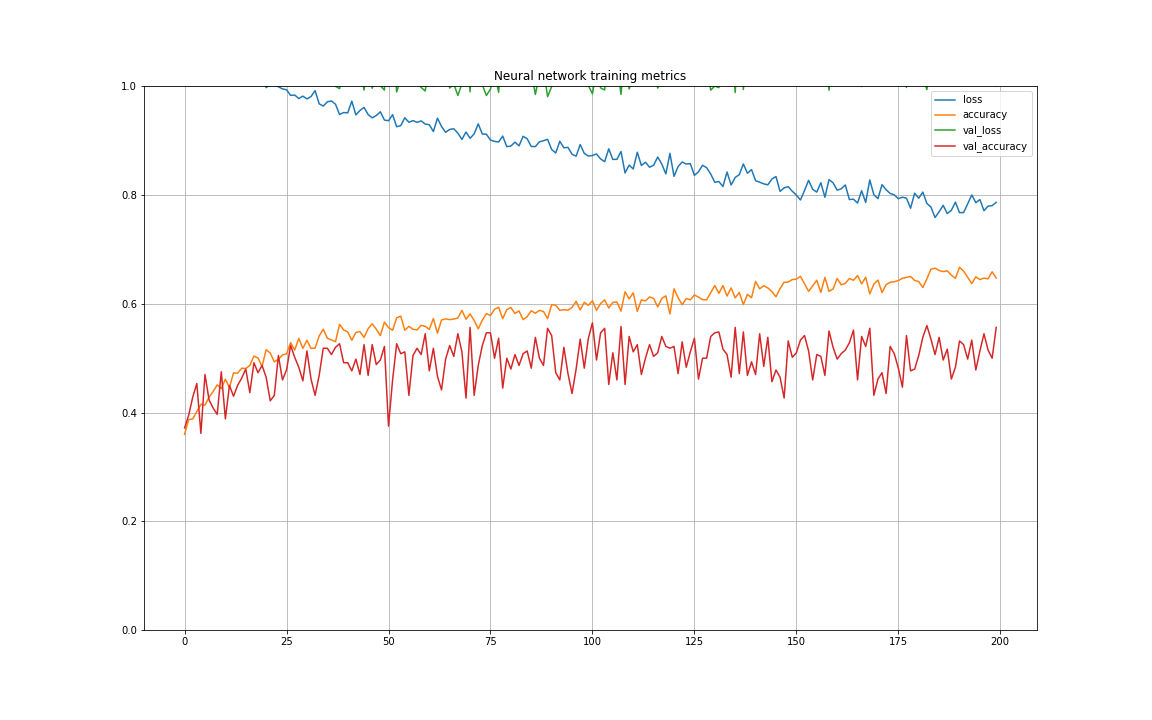 Neural network training metrics
1.0
0.8
0.6
0.4
0.2
0.0
loss
accuracy
val_loss
val_accuracy
0 25 50 75 100 125 150 175 200